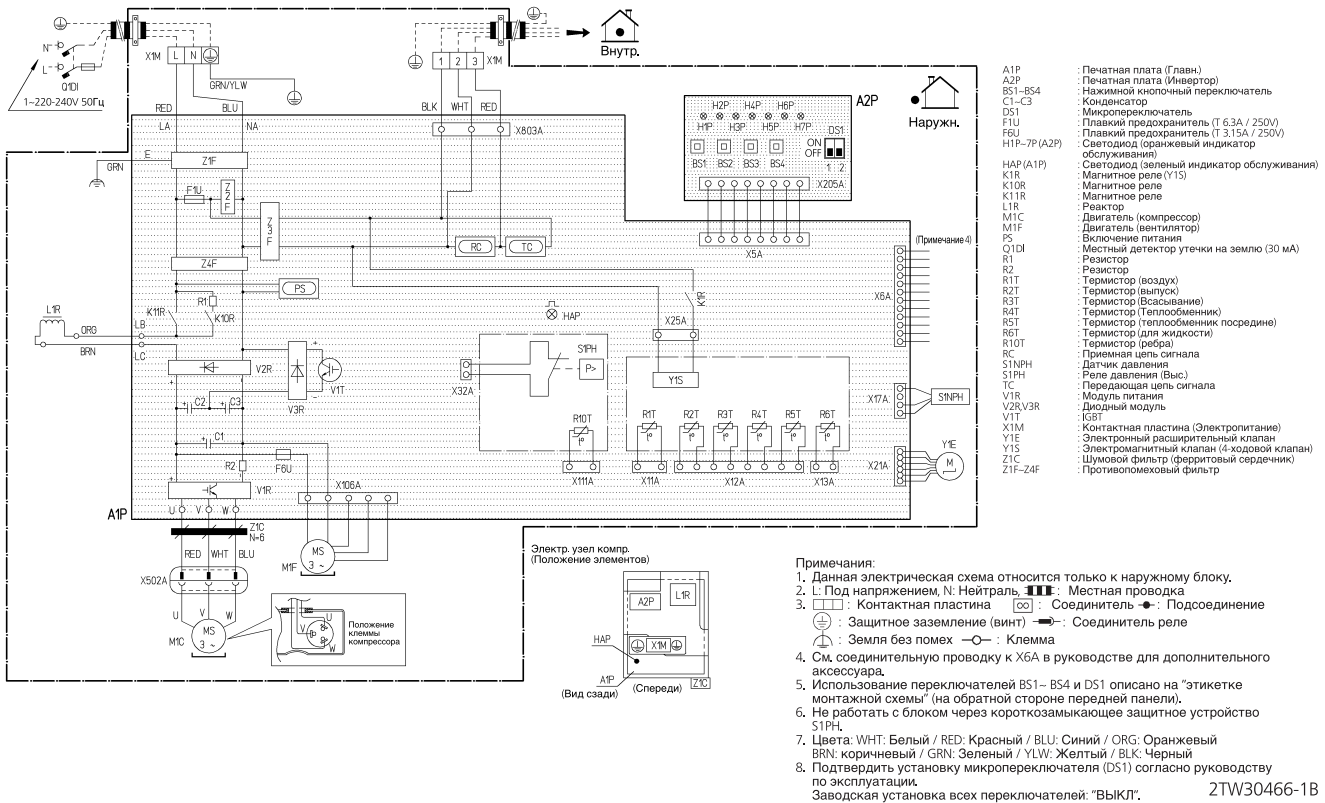 Внутр.
N
L
Q1DI
1~220-240V 50Гц
X1M
L N
1 2 3
X1M
GRN/YLW
RED BLU
BLK WHT RED
LA NA
X803A
E
GRN
Z1F
F1U
Z2F
Z3F
Z4F
RC
TC
PS
R1
K11R
K10R
L1R
ORG
BRN
LB
LC
V2R
V3R
V1T
C2
C3
C1
R2
F6U
V1R
X106A
U V W
A1P
Z1C
N=6
RED WHT BLU
X502A
U V W
MS
3 ~
M1C
MS
3 ~
M1F
U
V
W
Положение
клеммы
компрессора
A2P
H2P H4P H6P
H1P H3P H5P H7P
DS1
ON
OFF
1 2
BS1 BS2 BS3 BS4
X205A
X5A
Наружн.
(Примечание 4)
X6A
K1R
X25A
HAP
S1PH
P>
X32A
Y1S
R10T
t°
X111A
R1T R2T R3T R4T R5T R6T
t° t° t° t° t° t°
X11A X12A X13A
X17A
S1NPH
X21A
Y1E
M
Электр. узел компр.
(Положение элементов)
A2P
L1R
HAP
X1M
A1P
(Вид сзади)
(Спереди)
Z1C
A1P : Печатная плата (Главн.)
A2P : Печатная плата (Инвертор)
BS1~BS4 : Нажимной кнопочный переключатель
C1~C3 : Конденсатор
DS1 : Микропереключатель
F1U : Плавкий предохранитель (T 6.3A / 250V)
F6U : Плавкий предохранитель (T 3.15A / 250V)
H1P~7P (A2P) : Светодиод (оранжевый индикатор
обслуживания)
HAP (A1P) : Светодиод (зеленый индикатор обслуживания)
K1R : Магнитное реле (Y1S)
K10R : Магнитное реле
K11R : Магнитное реле
L1R : Реактор
M1C : Двигатель (компрессор)
M1F : Двигатель (вентилятор)
PS : Включение питания
Q1DI : Местный детектор утечки на землю (30 мА)
R1 : Резистор
R2 : Резистор
R1T : Термистор (воздух)
R2T : Термистор (выпуск)
R3T : Термистор (Всасывание)
R4T : Термистор (Теплообменник)
R5T : Термистор (теплообменник посредине)
R6T : Термистор (для жидкости)
R10T : Термистор (ребра)
RC : Приемная цепь сигнала
S1NPH : Датчик давления
S1PH : Реле давления (Выс.)
TC : Передающая цепь сигнала
V1R : Модуль питания
V2R,V3R : Диодный модуль
V1T : IGBT
X1M : Контактная пластина (Электропитание)
Y1E : Электронный расширительный клапан
Y1S : Электромагнитный клапан (4-ходовой клапан)
Z1C : Шумовой фильтр (ферритовый сердечник)
Z1F~Z4F : Противопомеховый фильтр
Примечания:
1. Данная электрическая схема относится только к наружному блоку.
2. L: Под напряжением, N: Нейтраль, : Местная проводка
3. : Контактная пластина : Соединитель : Подсоединение
: Защитное заземление (винт) : Соединитель реле
: Земля без помех : Клемма
4. См. соединительную проводку к X6A в руководстве для дополнительного
аксессуара.
5. Использование переключателей BS1~ BS4 и DS1 описано на "этикетке
монтажной схемы" (на обратной стороне передней панели).
6. Не работать с блоком через короткозамыкающее защитное устройство
S1PH.
7. Цвета: WHT: Белый / RED: Красный / BLU: Синий / ORG: Оранжевый
BRN: коричневый / GRN: Зеленый / YLW: Желтый / BLK: Черный
8. Подтвердить установку микропереключателя (DS1) согласно руководству
по эксплуатации.
Заводская установка всех переключателей: "ВЫКЛ".
2TW30466-1B